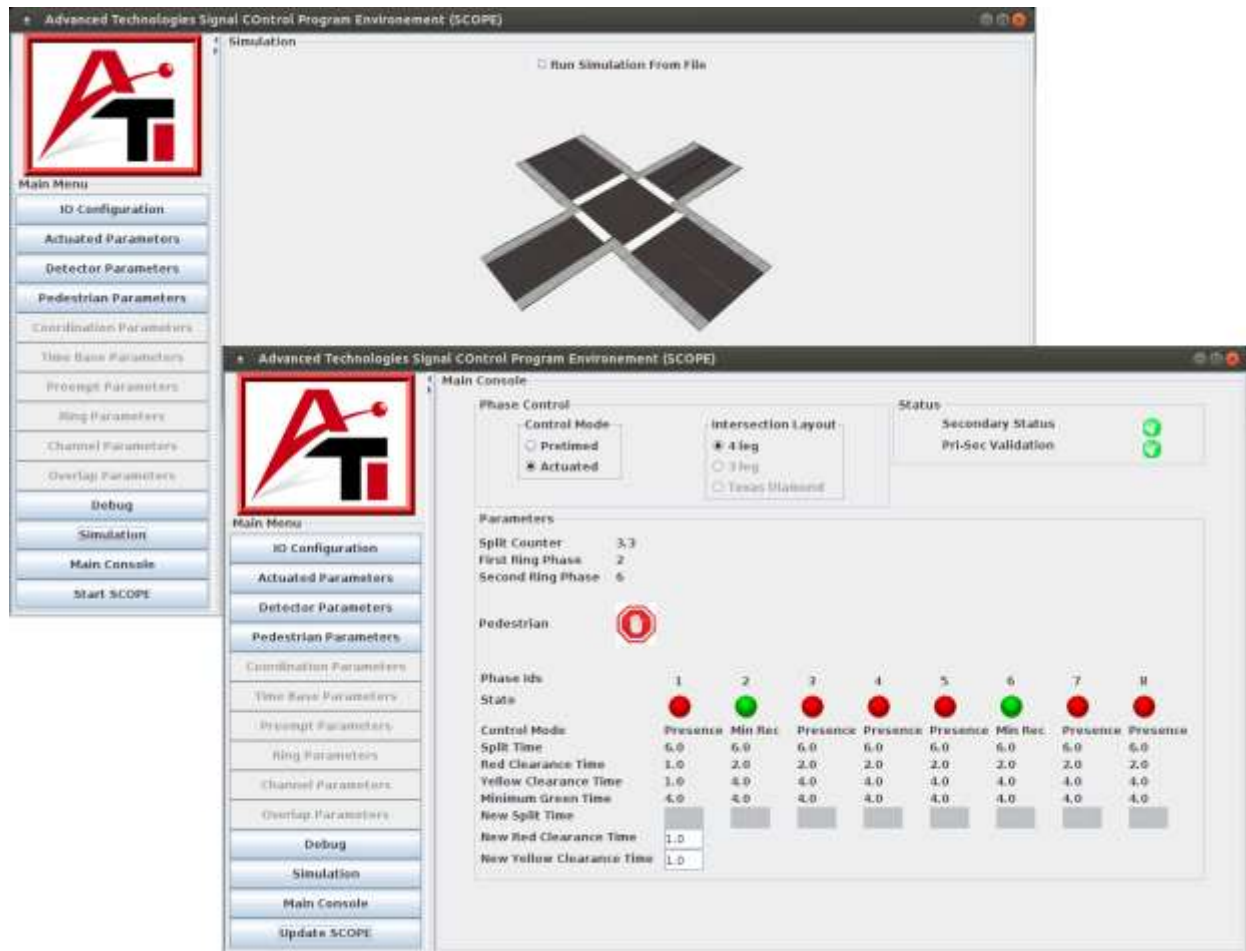 Advanced Technologies Signal COntrol Program Environement (SCOPE)
ATI
Main Menu
IO Configuration
Actuated Parameters
Detector Parameters
Pedestrian Parameters
Coordination Parameters
Time Base Parameters
Preempt Parameters
Ring Parameters
Channel Parameters
Overlap Parameters
Debug
Simulation
Main Console
Start SCOPE
Simulation
Run Simulation From File
Advanced Technologies Signal COntrol Program Environement (SCOPE)
ATI
Main Menu
IO Configuration
Actuated Parameters
Detector Parameters
Pedestrian Parameters
Coordination Parameters
Time Base Parameters
Preempt Parameters
Ring Parameters
Channel Parameters
Overlap Parameters
Debug
Simulation
Main Console
Update SCOPE
Main Console
Phase Control
Control Mode
Pretimed
Actuated
Intersection Layout
4 leg
3 leg
Texas Diamond
Status
Secondary Status
Pri-Sec Validation
Parameters
Split Counter 3.3
First Ring Phase 2
Second Ring Phase 6
Pedestrian
Phase Ids 1 2 3 4 5 6 7 8
State
Control Mode Presence Min Rec Presence Presence Presence Min Rec Presence Presence
Split Time 6.0 6.0 6.0 6.0 6.0 6.0 6.0 6.0
Red Clearance Time 1.0 2.0 2.0 2.0 2.0 2.0 2.0 2.0
Yellow Clearance Time 1.0 4.0 4.0 4.0 4.0 4.0 4.0 4.0
Minimum Green Time 4.0 4.0 4.0 4.0 4.0 4.0 4.0 4.0
New Split Time
New Red Clearance Time 1.0
New Yellow Clearance Time 1.0